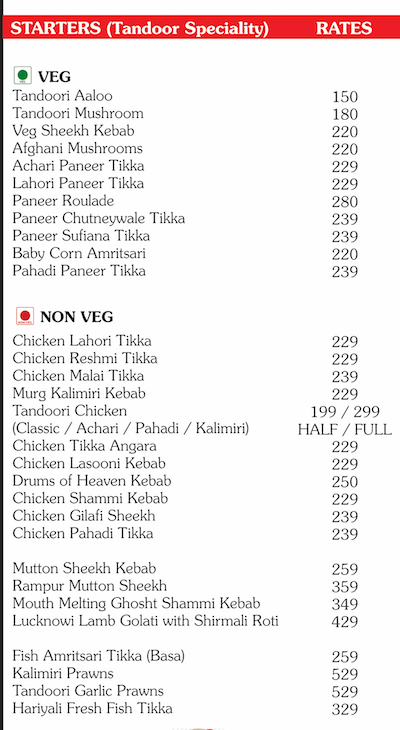 STARTERS (Tandoor Speciality) RATES
VEG
Tandoori Aaloo 150
Tandoori Mushroom 180
Veg Sheekh Kebab 220
Afghani Mushrooms 220
Achari Paneer Tikka 229
Lahori Paneer Tikka 229
Paneer Roulade 280
Paneer Chutneywale Tikka 239
Paneer Sufiana Tikka 239
Baby Corn Amritsari 220
Pahadi Paneer Tikka 239
NON VEG
Chicken Lahori Tikka 229
Chicken Reshmi Tikka 229
Chicken Malai Tikka 239
Murg Kalimiri Kebab 229
Tandoori Chicken 199 / 299
(Classic / Achari / Pahadi / Kalimiri) HALF / FULL
Chicken Tikka Angara 229
Chicken Lasooni Kebab 229
Drums of Heaven Kebab 250
Chicken Shammi Kebab 229
Chicken Gilafi Sheekh 239
Chicken Pahadi Tikka 239
Mutton Sheekh Kebab 259
Rampur Mutton Sheekh 359
Mouth Melting Ghosht Shammi Kebab 349
Lucknowi Lamb Golati with Shirmali Roti 429
Fish Amritsari Tikka (Basa) 259
Kalimiri Prawns 529
Tandoori Garlic Prawns 529
Hariyali Fresh Fish Tikka 329